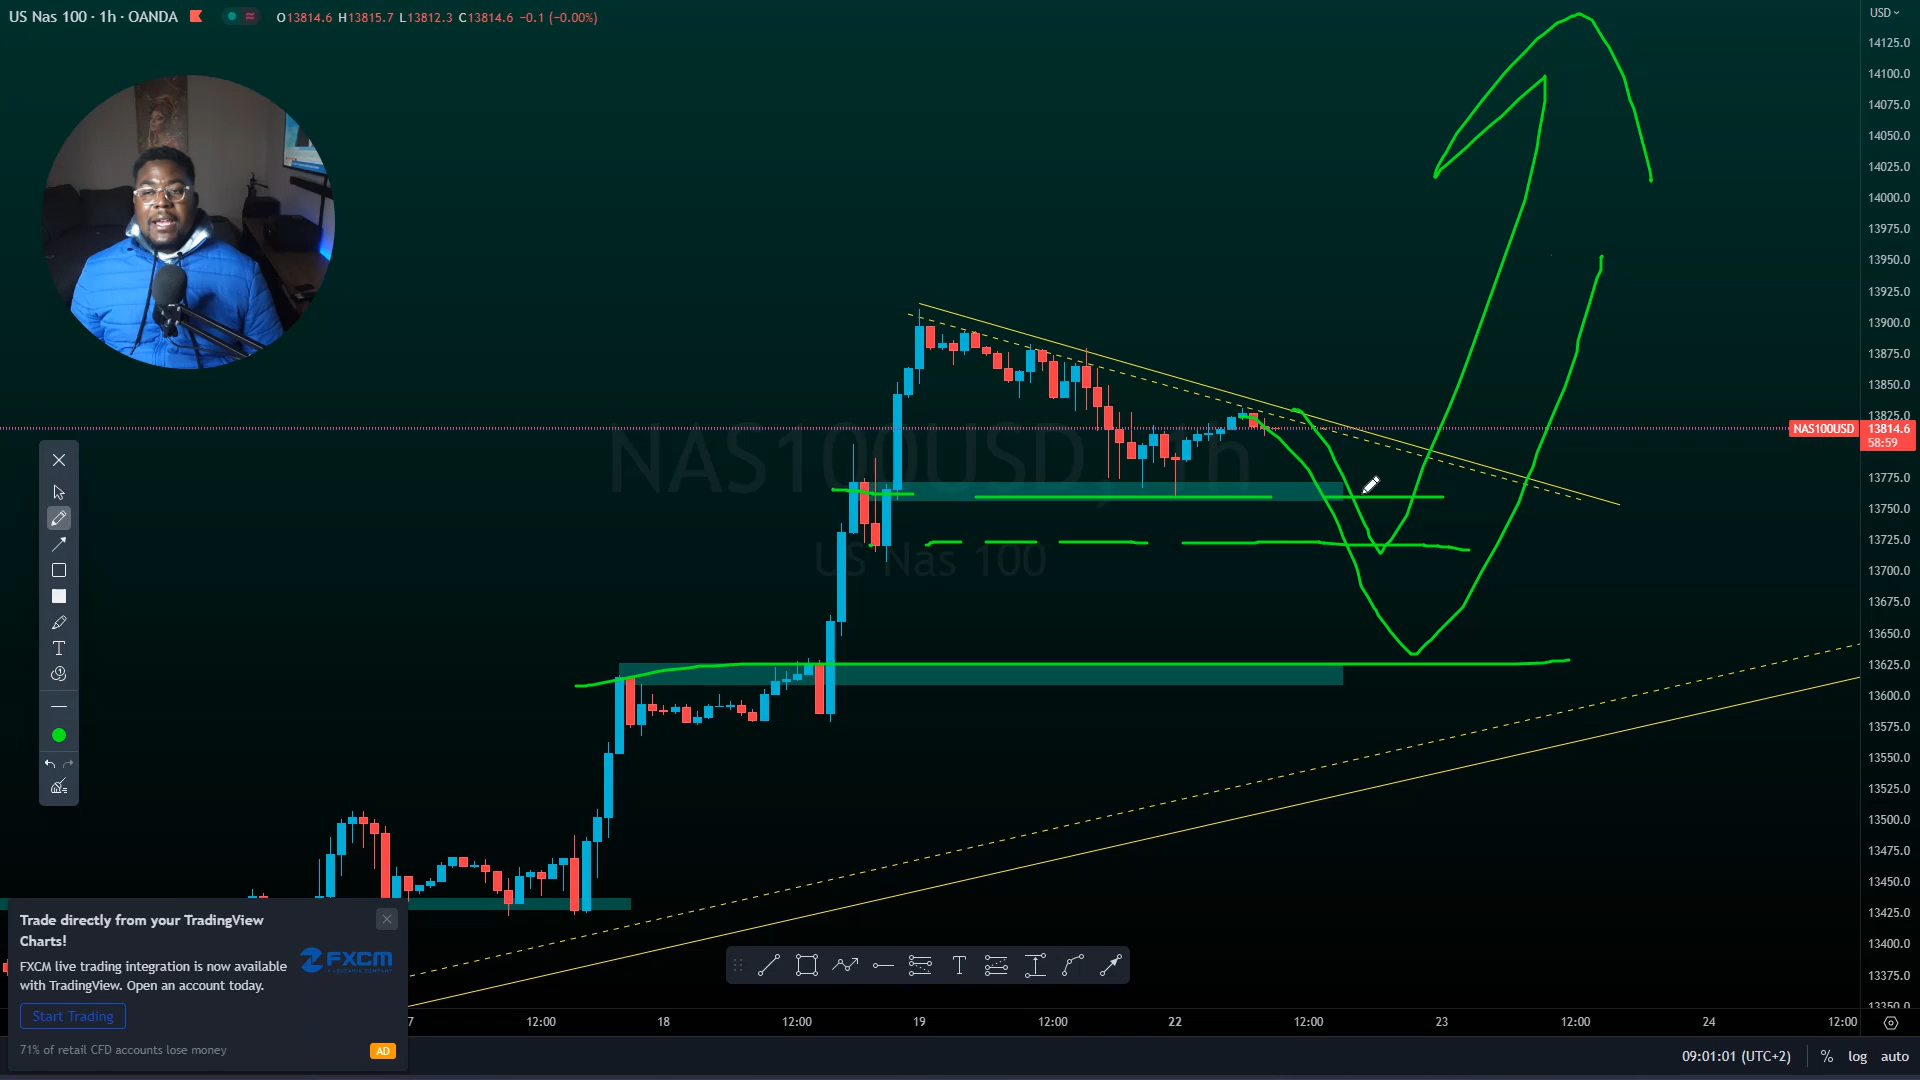 US Nas 100 · 1h · OANDA
O13814.6 H13815.7 L13812.3 C13814.6 −0.1 (−0.00%)
USD
14125.0
14100.0
14075.0
14050.0
14025.0
14000.0
13975.0
13950.0
13925.0
13900.0
13875.0
13850.0
13825.0
NAS100USD 13814.6
58:59
13775.0
13750.0
13725.0
13700.0
13675.0
13650.0
13625.0
13600.0
13575.0
13550.0
13525.0
13500.0
13475.0
13450.0
13425.0
13400.0
13375.0
13350.0
NAS100USD, 1h
US Nas 100
Trade directly from your TradingView
Charts!
FXCM live trading integration is now available
with TradingView. Open an account today.
FXCM
Start Trading
71% of retail CFD accounts lose money
AD
7 12:00 18 12:00 19 12:00 22 12:00 23 12:00 24 12:00
09:01:01 (UTC+2) % log auto